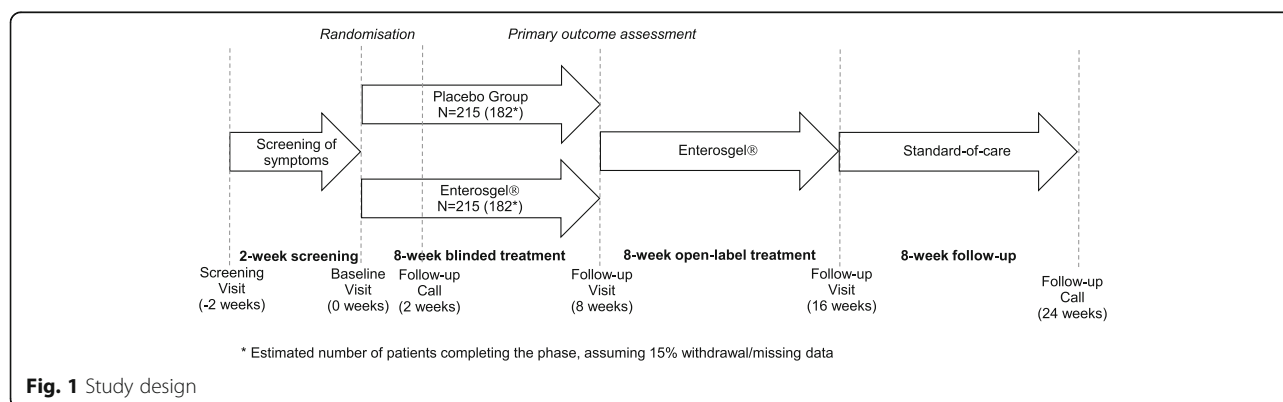 Randomisation
Primary outcome assessment
Placebo Group
N=215 (182*)
Screening of
symptoms
Enterosgel®
Standard-of-care
Enterosgel®
N=215 (182*)
2-week screening
8-week blinded treatment
8-week open-label treatment
8-week follow-up
Screening
Visit
(-2 weeks)
Baseline
Visit
(0 weeks)
Follow-up
Call
(2 weeks)
Follow-up
Visit
(8 weeks)
Follow-up
Visit
(16 weeks)
Follow-up
Call
(24 weeks)
* Estimated number of patients completing the phase, assuming 15% withdrawal/missing data
Fig. 1 Study design